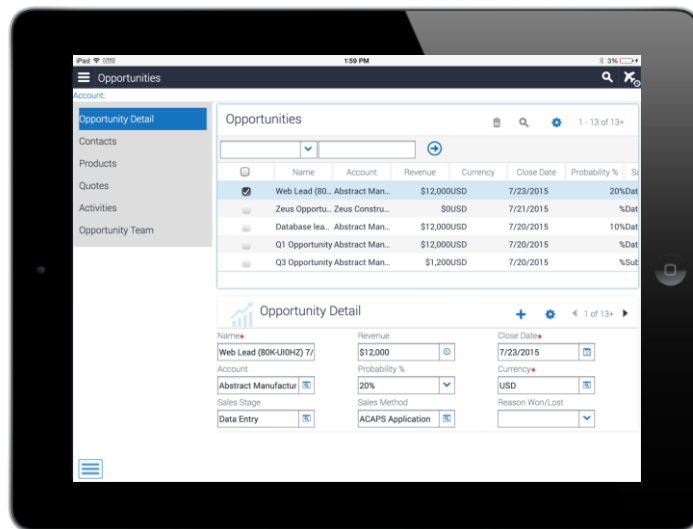 iPad 1:59 PM 3%
Opportunities
Account:
Opportunity Detail
Contacts
Products
Quotes
Activities
Opportunity Team
Opportunities 1 - 13 of 13+
Name Account Revenue Currency Close Date Probability %
Web Lead (80.. Abstract Man... $12,000USD 7/23/2015 20%Dat
Zeus Opportu.. Zeus Constru... $0USD 7/21/2015 %Dat
Database lea.. Abstract Man... $12,000USD 7/20/2015 10%Dat
Q1 Opportunity Abstract Man... $12,000USD 7/20/2015 %Dat
Q3 Opportunity Abstract Man... $1,200USD 7/20/2015 %Sub
Opportunity Detail 1 of 13+
Name★ Revenue Close Date★
Web Lead (80K-UI0HZ) 7/ $12,000 7/23/2015
Account Probability % Currency★
Abstract Manufactur 20% USD
Sales Stage Sales Method Reason Won/Lost
Data Entry ACAPS Application